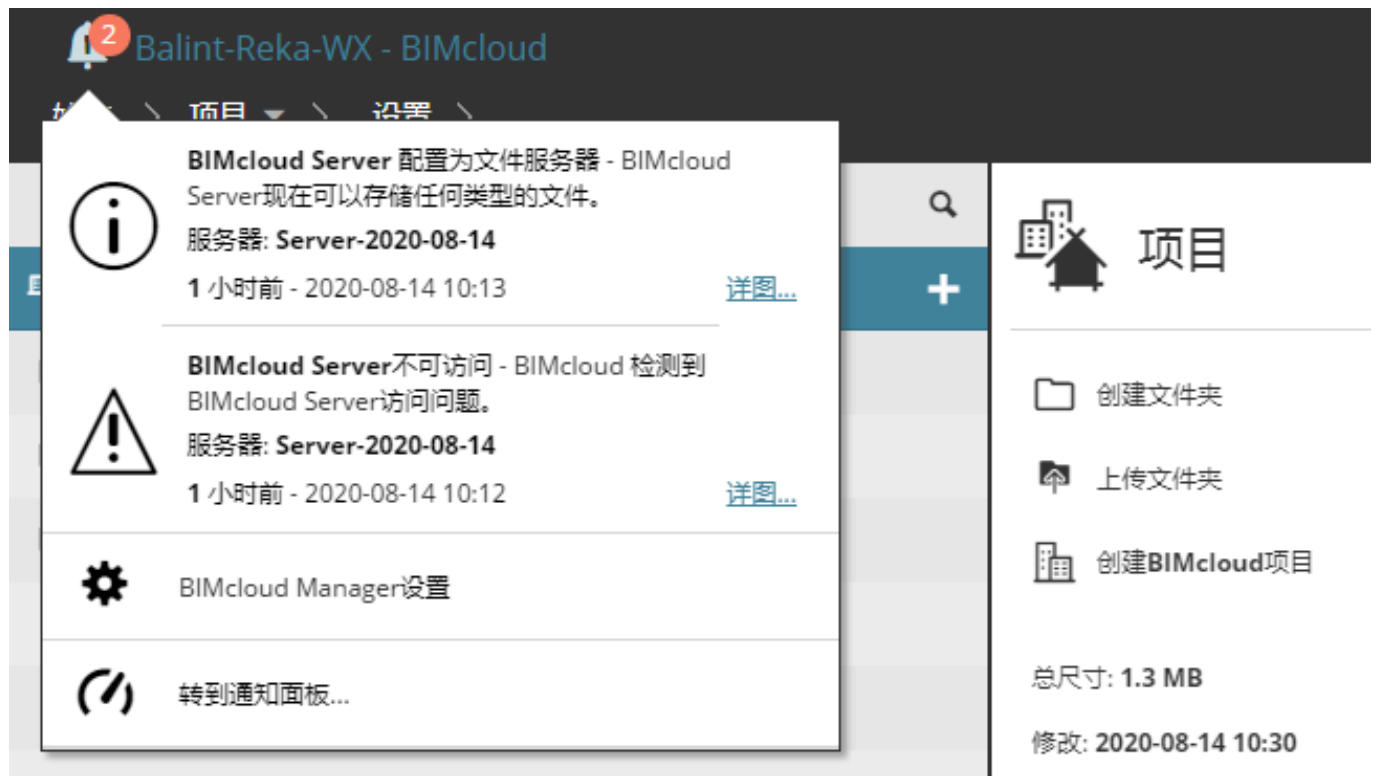 2
Balint-Reka-WX - BIMcloud
项目
设置
BIMcloud Server 配置为文件服务器 - BIMcloud
Server现在可以存储任何类型的文件。
服务器: Server-2020-08-14
1 小时前 - 2020-08-14 10:13
详图...
BIMcloud Server不可访问 - BIMcloud 检测到
BIMcloud Server访问问题。
服务器: Server-2020-08-14
1 小时前 - 2020-08-14 10:12
详图...
BIMcloud Manager设置
转到通知面板...
项目
创建文件夹
上传文件夹
创建BIMcloud项目
总尺寸: 1.3 MB
修改: 2020-08-14 10:30